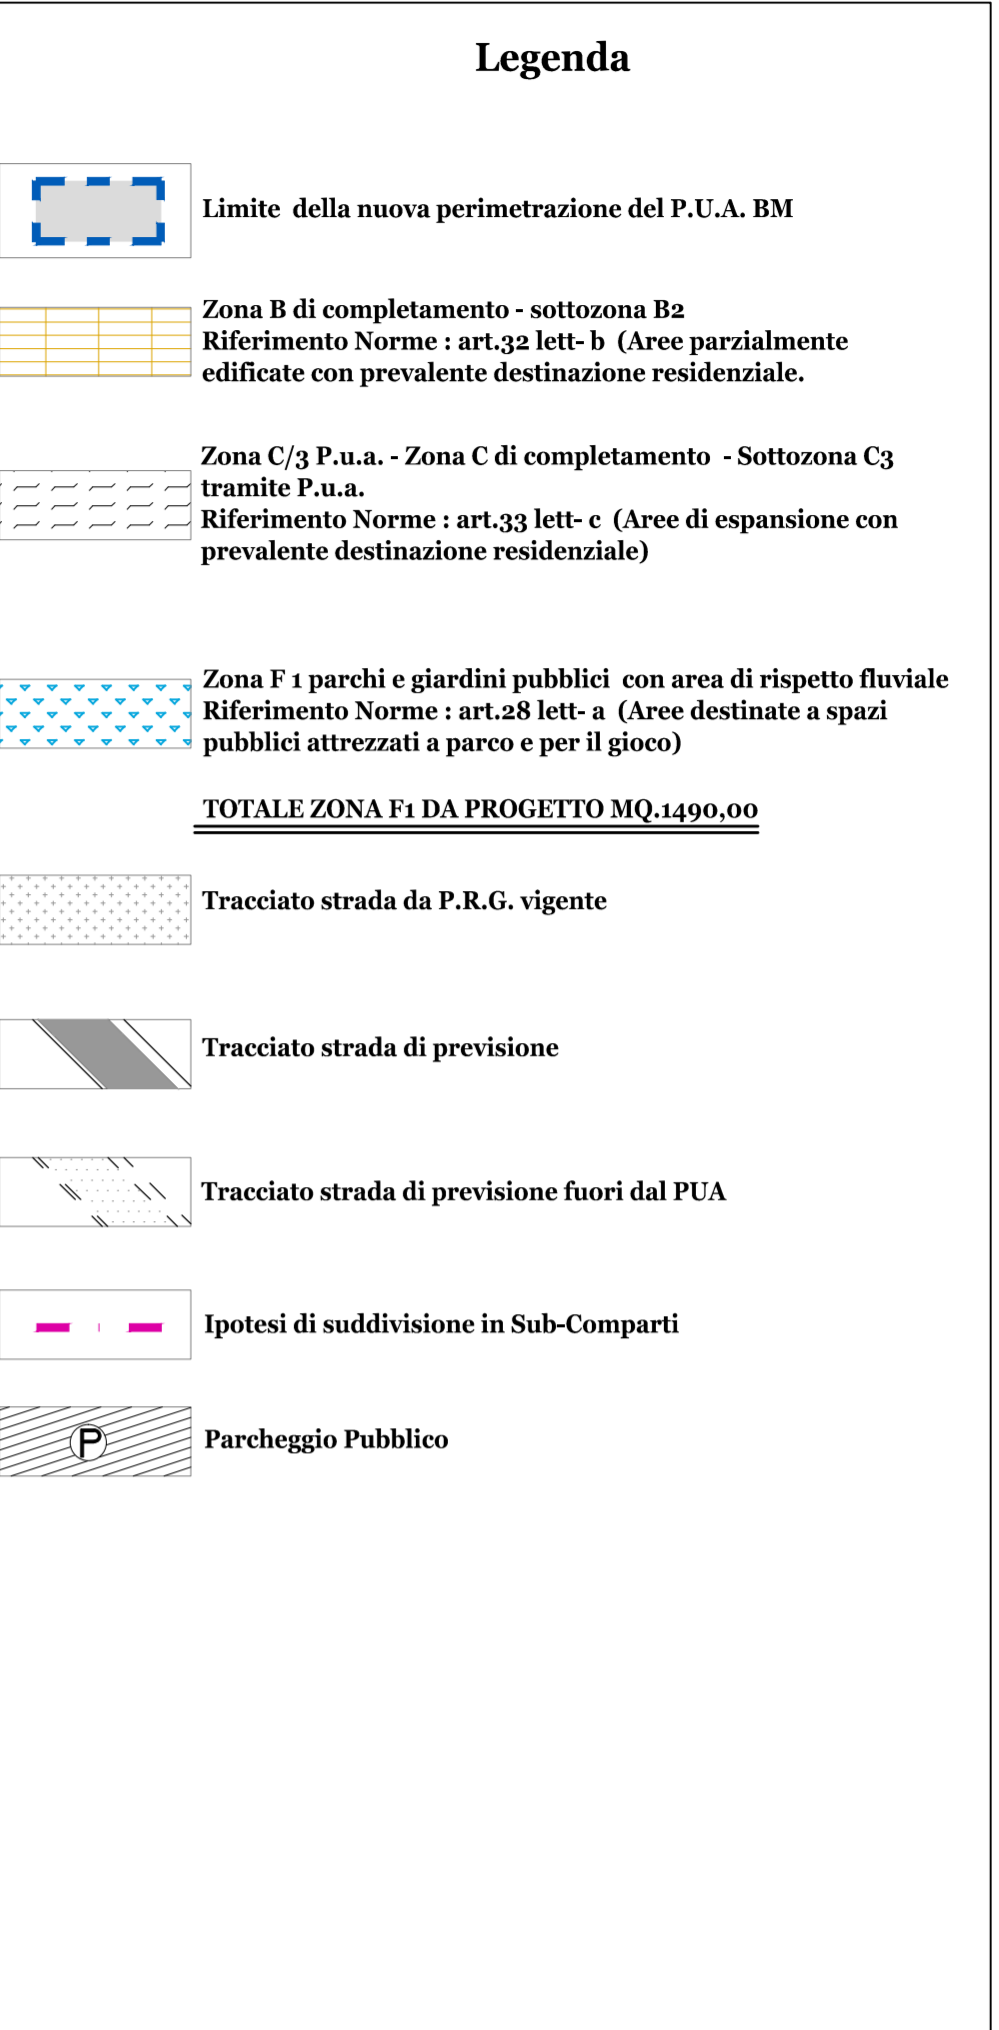 Legenda
Limite della nuova perimetrazione del P.U.A. BM
Zona B di completamento - sottozona B2
Riferimento Norme : art.32 lett- b (Aree parzialmente
edificate con prevalente destinazione residenziale.
Zona C/3 P.u.a. - Zona C di completamento - Sottozona C3
tramite P.u.a.
Riferimento Norme : art.33 lett- c (Aree di espansione con
prevalente destinazione residenziale)
Zona F 1 parchi e giardini pubblici con area di rispetto fluviale
Riferimento Norme : art.28 lett- a (Aree destinate a spazi
pubblici attrezzati a parco e per il gioco)
TOTALE ZONA F1 DA PROGETTO MQ.1490,00
Tracciato strada da P.R.G. vigente
Tracciato strada di previsione
Tracciato strada di previsione fuori dal PUA
Ipotesi di suddivisione in Sub-Comparti
P
Parcheggio Pubblico